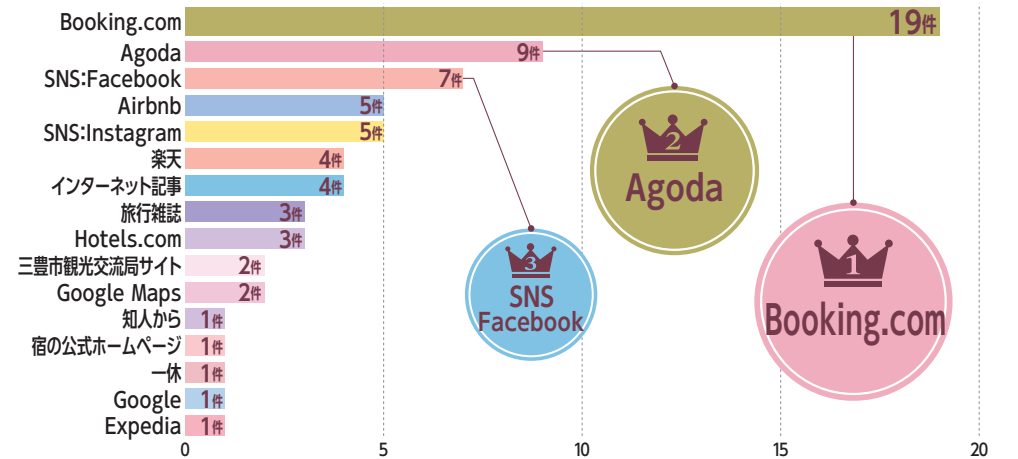 Booking.com 19件
Agoda 9件
SNS:Facebook 7件
Airbnb 5件
SNS:Instagram 5件
楽天 4件
インターネット記事 4件
旅行雑誌 3件
Hotels.com 3件
三豊市観光交流局サイト 2件
Google Maps 2件
知人から 1件
宿の公式ホームページ 1件
一休 1件
Google 1件
Expedia 1件
0 5 10 15 20
2
Agoda
3
SNS
Facebook
1
Booking.com